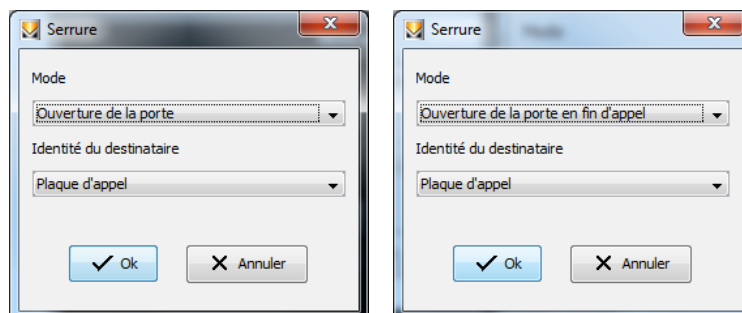 Serrure
Mode
Ouverture de la porte
Identité du destinataire
Plaque d'appel
Ok
Annuler
Serrure
Mode
Ouverture de la porte en fin d'appel
Identité du destinataire
Plaque d'appel
Ok
Annuler